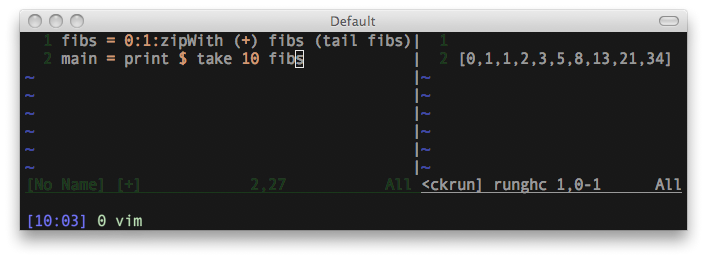 Default
1 fibs = 0:1:zipWith (+) fibs (tail fibs)| 1
2 main = print $ take 10 fibs | 2 [0,1,1,2,3,5,8,13,21,34]
~ |~
~ |~
~ |~
~ |~
~ |~
~ |~
[No Name] [+] 2,27 All <ckrun] runghc 1,0-1 All
[10:03] 0 vim